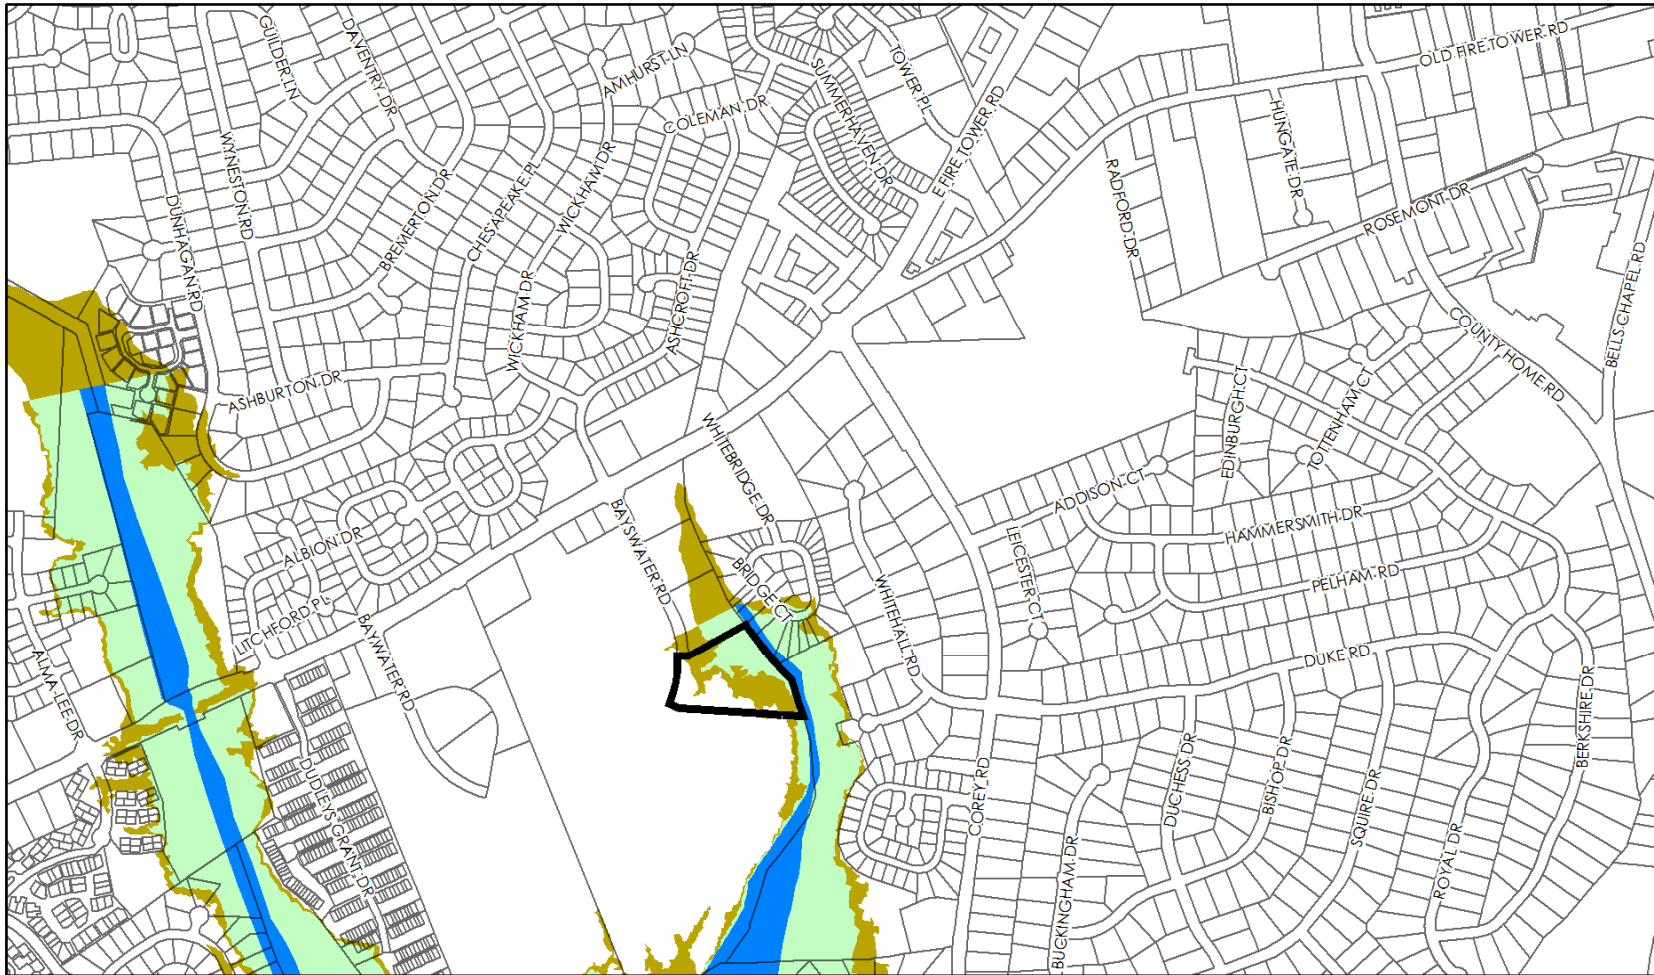 GUILDER LN
DAVENTRY DR
AMHURST LN
COLEMAN DR
SUMMERHAVEN DR
TOWER PL
E FIRE TOWER RD
OLD FIRE TOWER RD
HUNGATE DR
RADFORD DR
ROSEMONT DR
BELLS CHAPEL RD
COUNTY HOME RD
WYNESTON RD
DUNHAGAN RD
BREMERTON DR
CHESAPEAKE PL
WICKHAM DR
WICKHAM DR
ASHCROFT DR
ASHBURTON DR
WHITEBRIDGE DR
EDINBURGH CT
TOTTENHAM CT
ADDISON CT
HAMMERSMITH DR
BAYSWATER RD
ALBION DR
BRIDGE CT
LEICESTER CT
PELHAM RD
LITCHFORD PL
BAYWATER RD
WHITEHALL RD
DUKE RD
ALMA LEE DR
BERKSHIRE DR
DUDLEYS GRANT DR
COREY RD
DUCHESS DR
BISHOP DR
SQUIRE DR
ROYAL DR
BUCKINGHAM DR